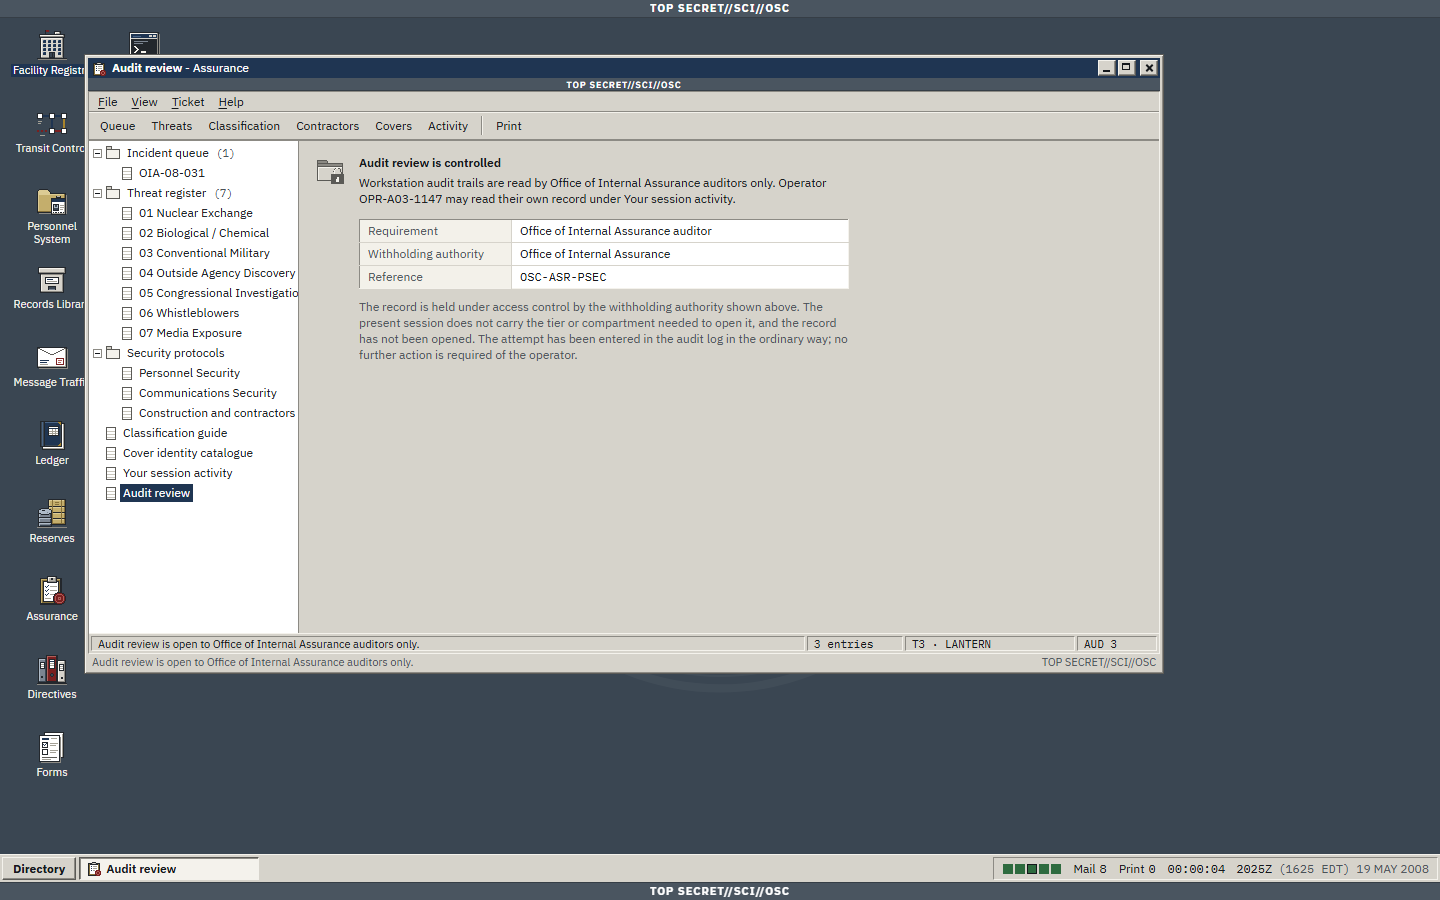 TOP SECRET//SCI//OSC
Facility Registr
Transit Contro
Personnel
System
Records Librar
Message Traffi
Ledger
Reserves
Assurance
Directives
Forms
Audit review - Assurance
TOP SECRET//SCI//OSC
File View Ticket Help
Queue Threats Classification Contractors Covers Activity Print
Incident queue (1)
OIA-08-031
Threat register (7)
01 Nuclear Exchange
02 Biological / Chemical
03 Conventional Military
04 Outside Agency Discovery
05 Congressional Investigatio
06 Whistleblowers
07 Media Exposure
Security protocols
Personnel Security
Communications Security
Construction and contractors
Classification guide
Cover identity catalogue
Your session activity
Audit review
Audit review is controlled
Workstation audit trails are read by Office of Internal Assurance auditors only. Operator
OPR-A03-1147 may read their own record under Your session activity.
Requirement Office of Internal Assurance auditor
Withholding authority Office of Internal Assurance
Reference OSC-ASR-PSEC
The record is held under access control by the withholding authority shown above. The
present session does not carry the tier or compartment needed to open it, and the record
has not been opened. The attempt has been entered in the audit log in the ordinary way; no
further action is required of the operator.
Audit review is open to Office of Internal Assurance auditors only. 3 entries T3 · LANTERN AUD 3
Audit review is open to Office of Internal Assurance auditors only. TOP SECRET//SCI//OSC
Directory Audit review Mail 8 Print 0 00:00:04 2025Z (1625 EDT) 19 MAY 2008
TOP SECRET//SCI//OSC